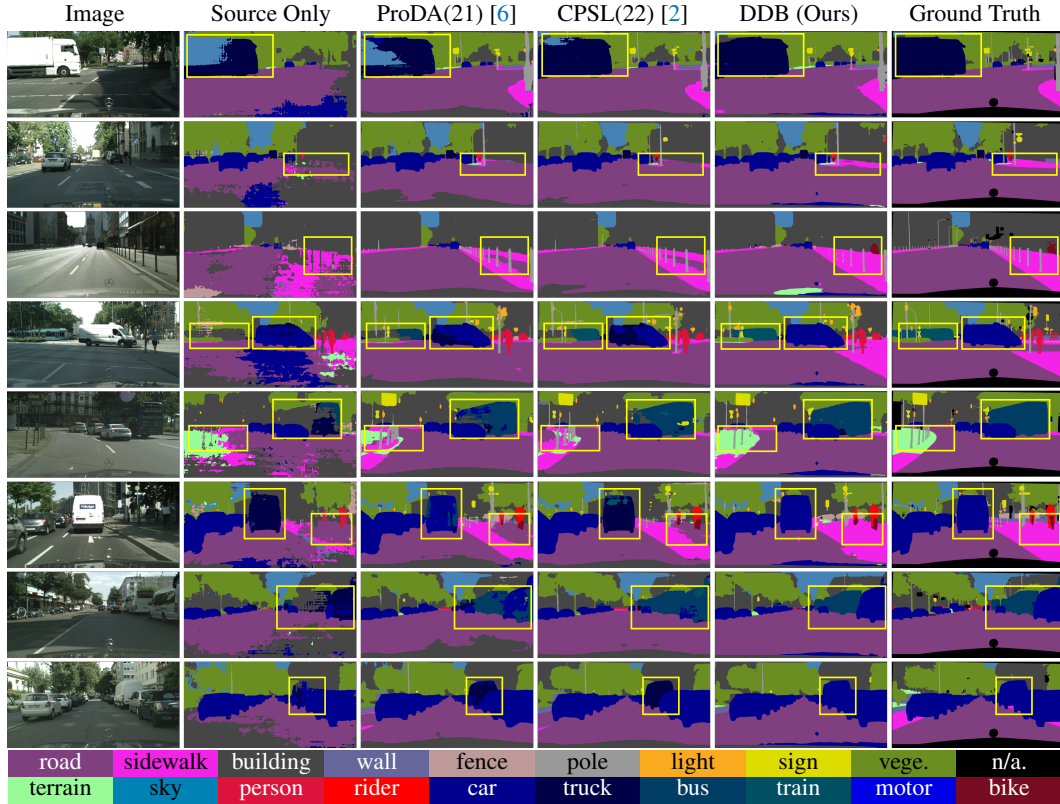 Image Source Only ProDA(21) [6] CPSL(22) [2] DDB (Ours) Ground Truth
road sidewalk building wall fence pole light sign vege. n/a.
terrain sky person rider car truck bus train motor bike